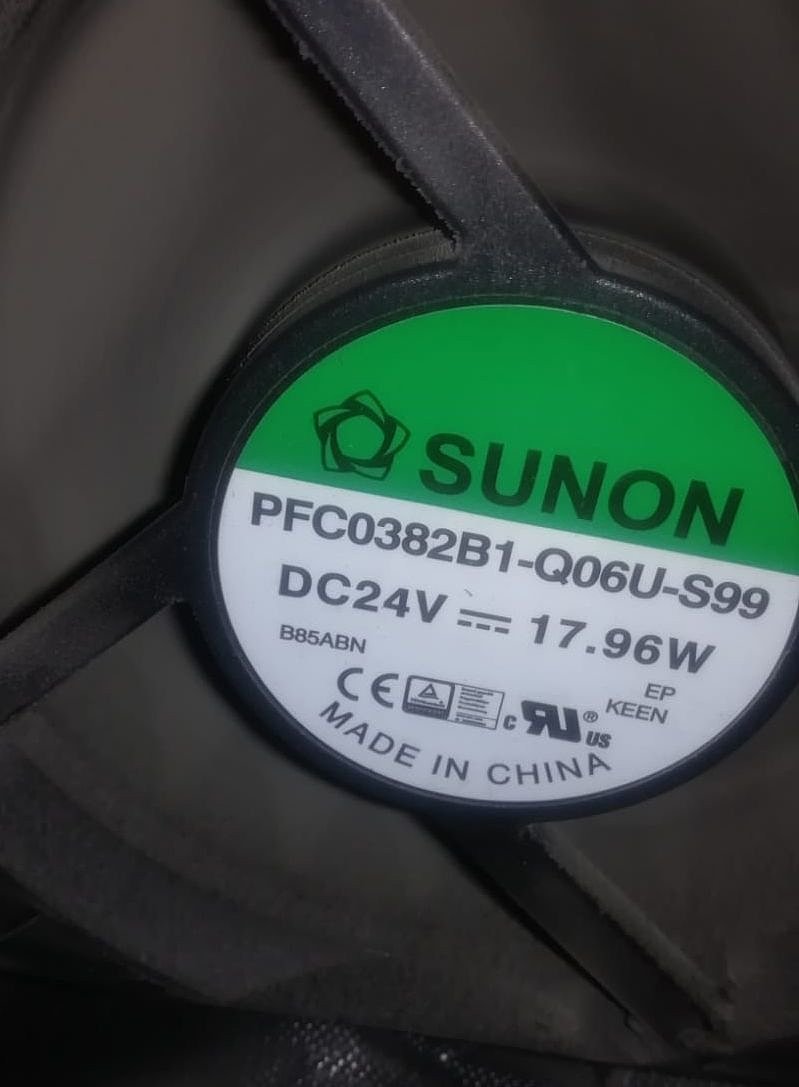 SUNON
PFC0382B1-Q06U-S99
DC24V ⎓ 17.96W
B85ABN
EP
KEEN
CE
c RU® US
MADE IN CHINA